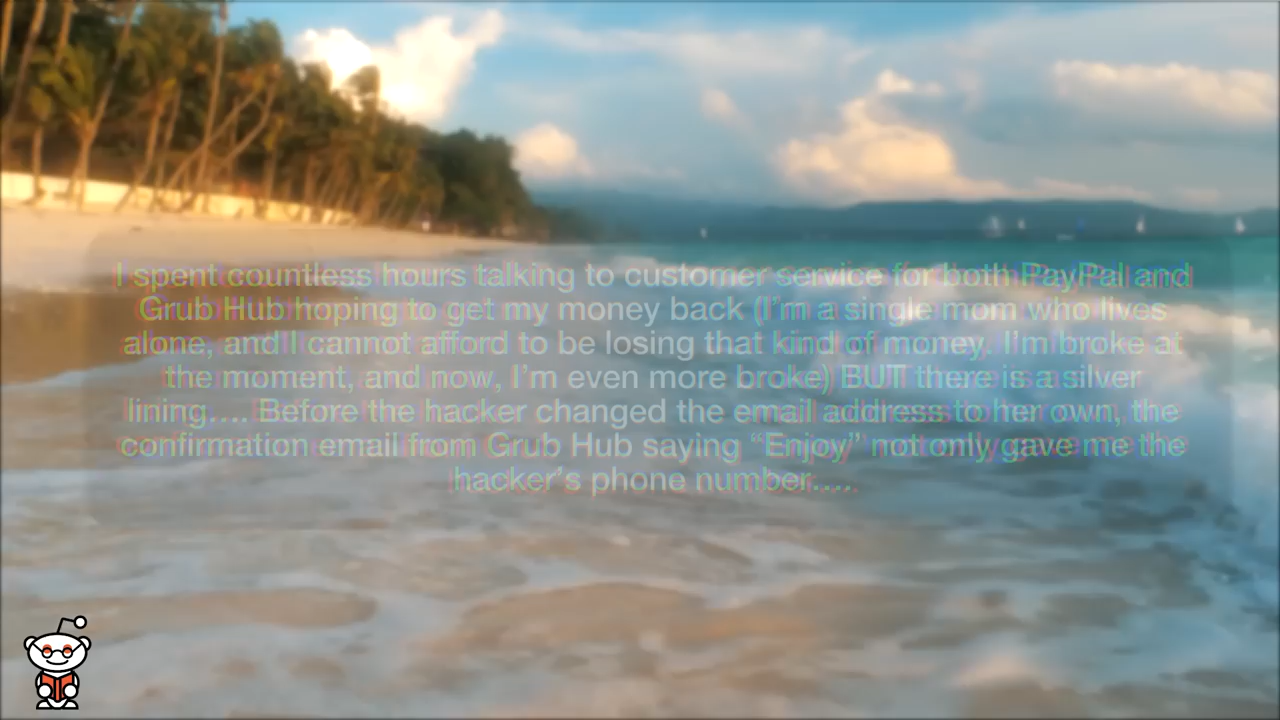 I spent countless hours talking to customer service for both PayPal and
Grub Hub hoping to get my money back (I'm a single mom who lives
alone, and I cannot afford to be losing that kind of money. I'm broke at
the moment, and now, I'm even more broke) BUT there is a silver
lining.... Before the hacker changed the email address to her own, the
confirmation email from Grub Hub saying “Enjoy” not only gave me the
hacker's phone number.....